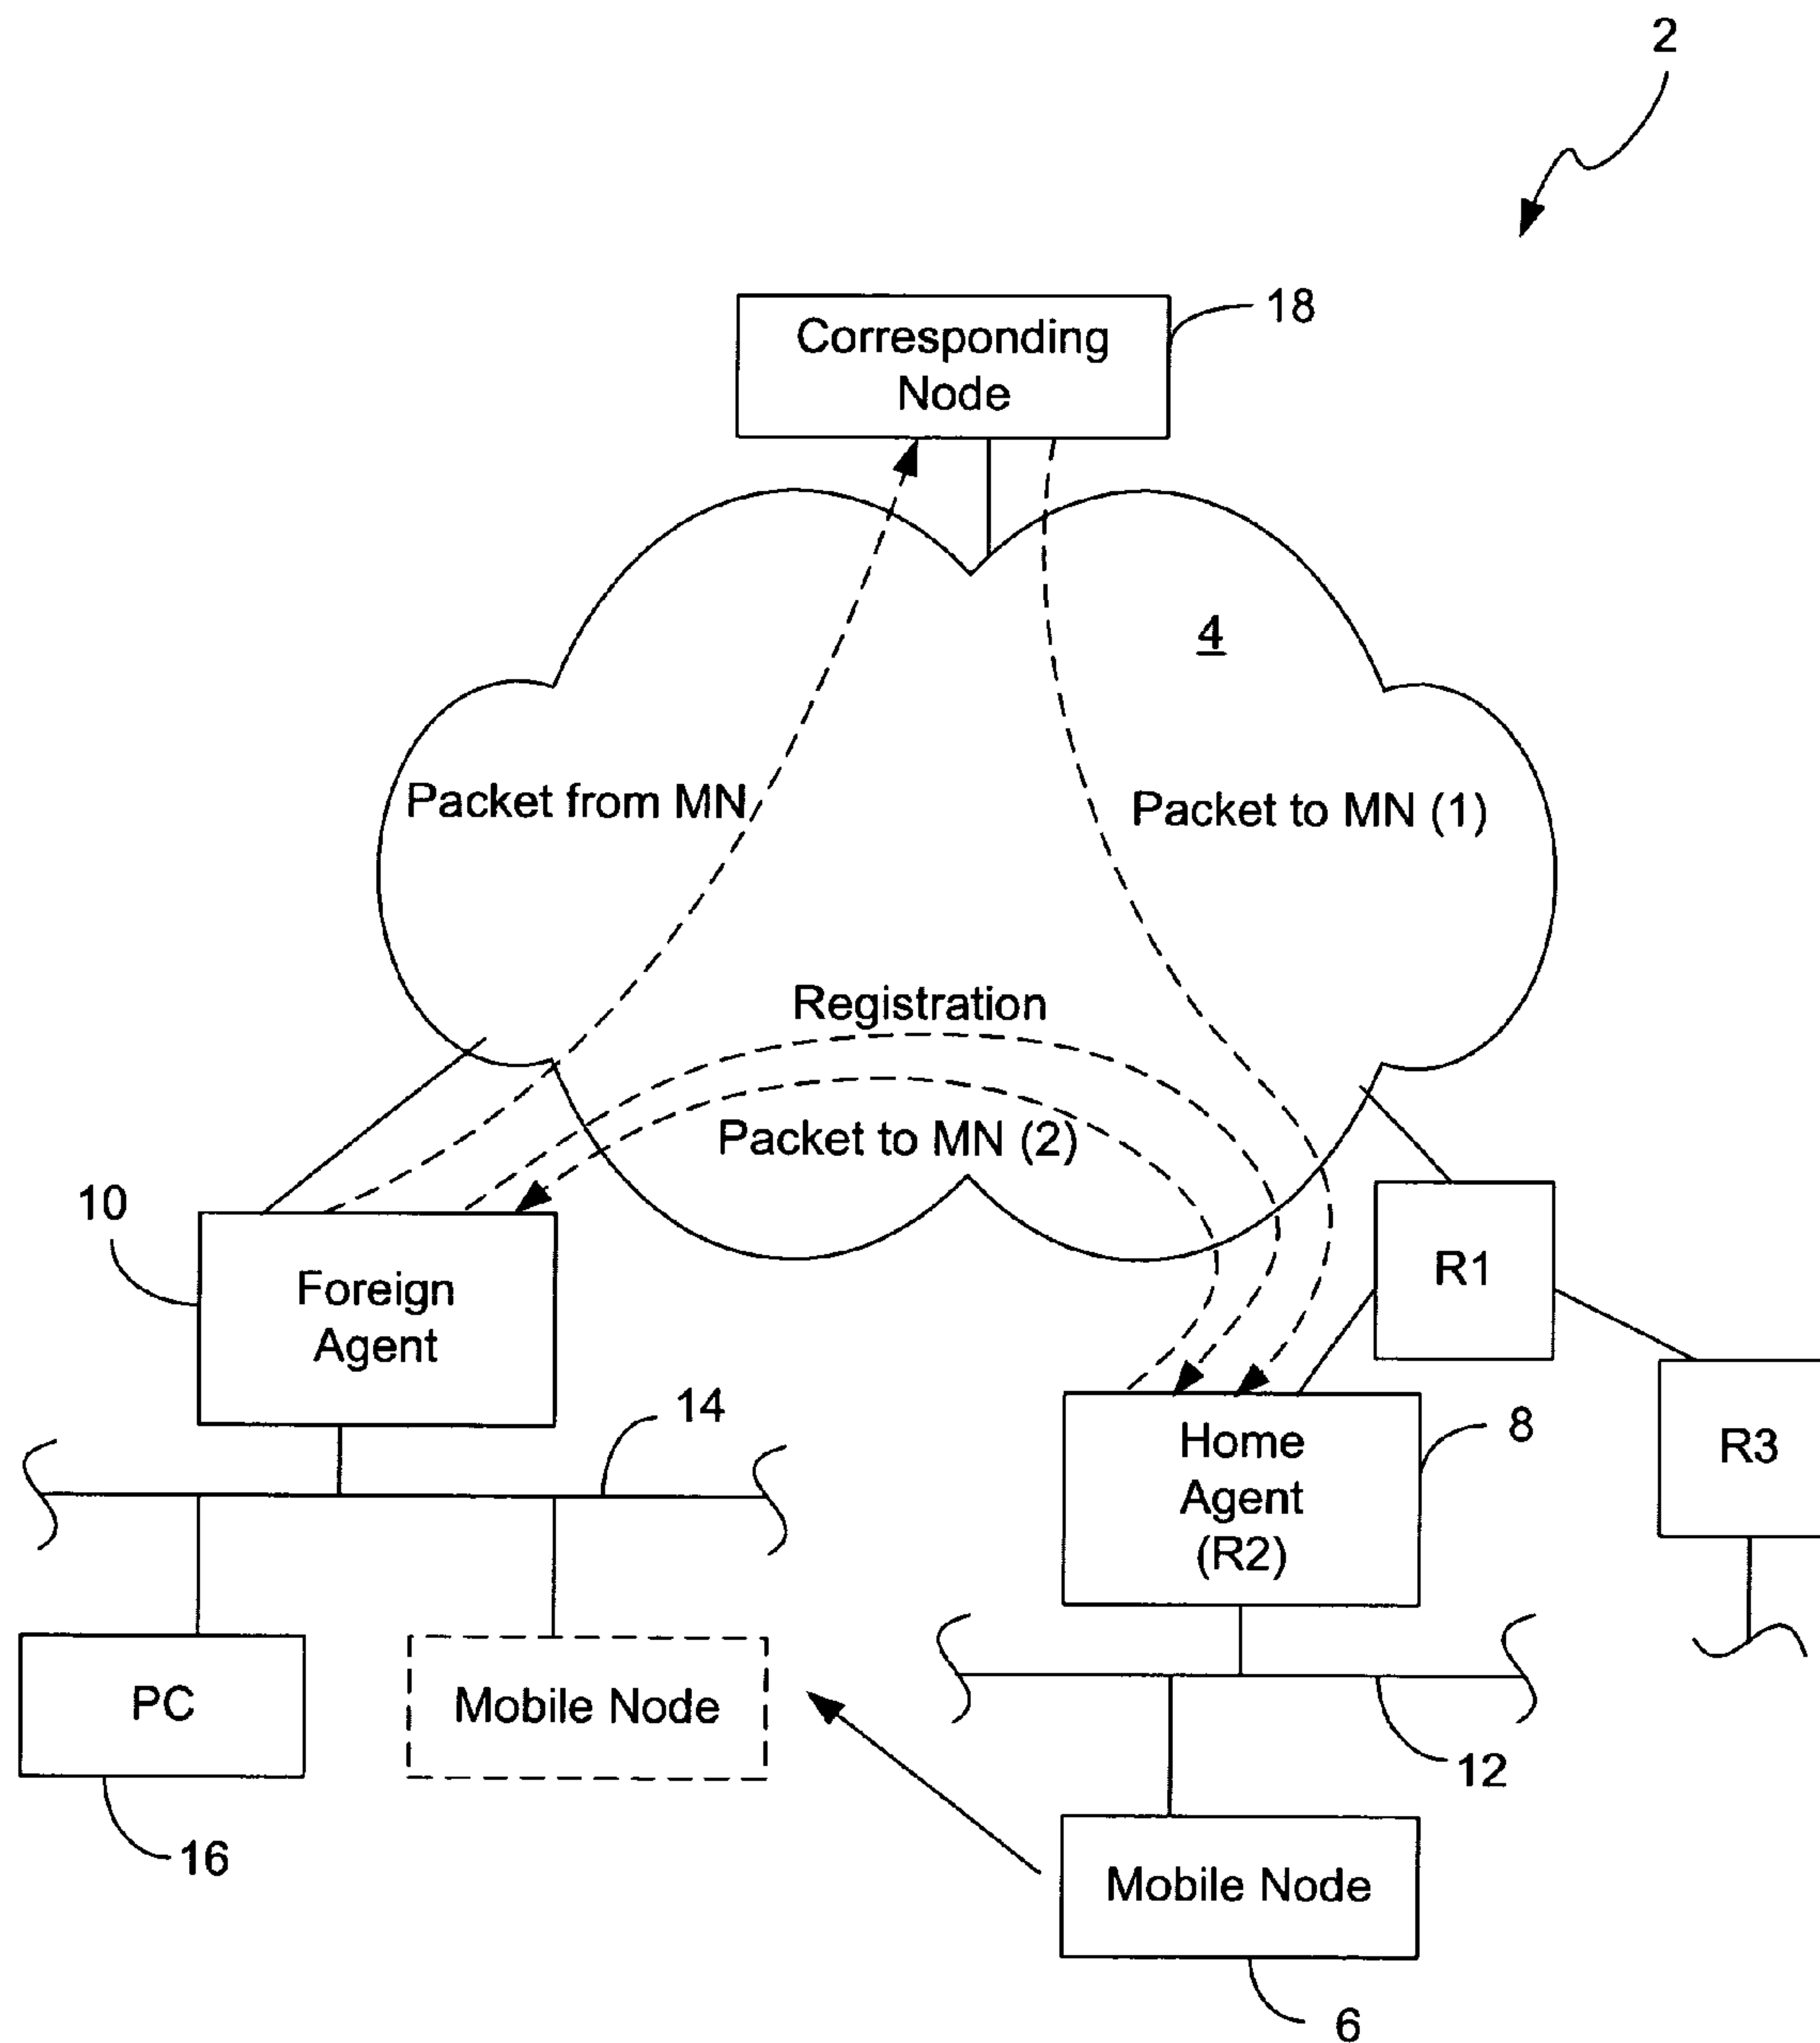 2
Corresponding
Node
18
4
Packet from MN
Packet to MN (1)
Registration
Packet to MN (2)
10
Foreign
Agent
R1
14
Home
Agent
(R2)
8
R3
PC
Mobile Node
12
16
Mobile Node
6